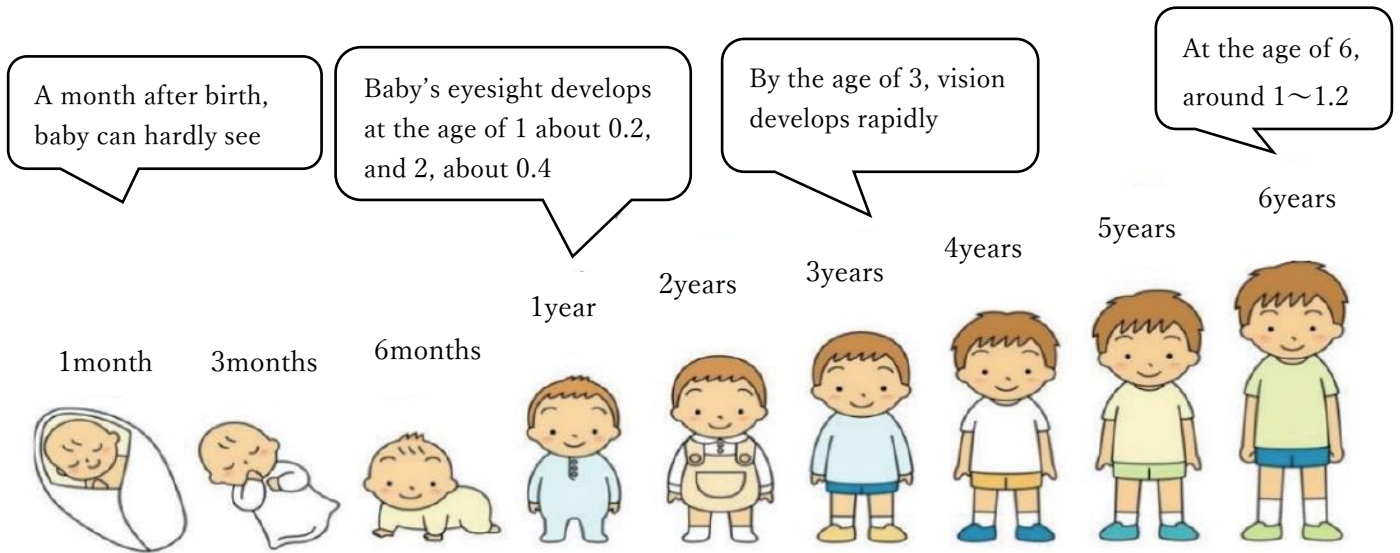 A month after birth,
baby can hardly see
Baby’s eyesight develops
at the age of 1 about 0.2,
and 2, about 0.4
By the age of 3, vision
develops rapidly
At the age of 6,
around 1～1.2
1month
3months
6months
1year
2years
3years
4years
5years
6years